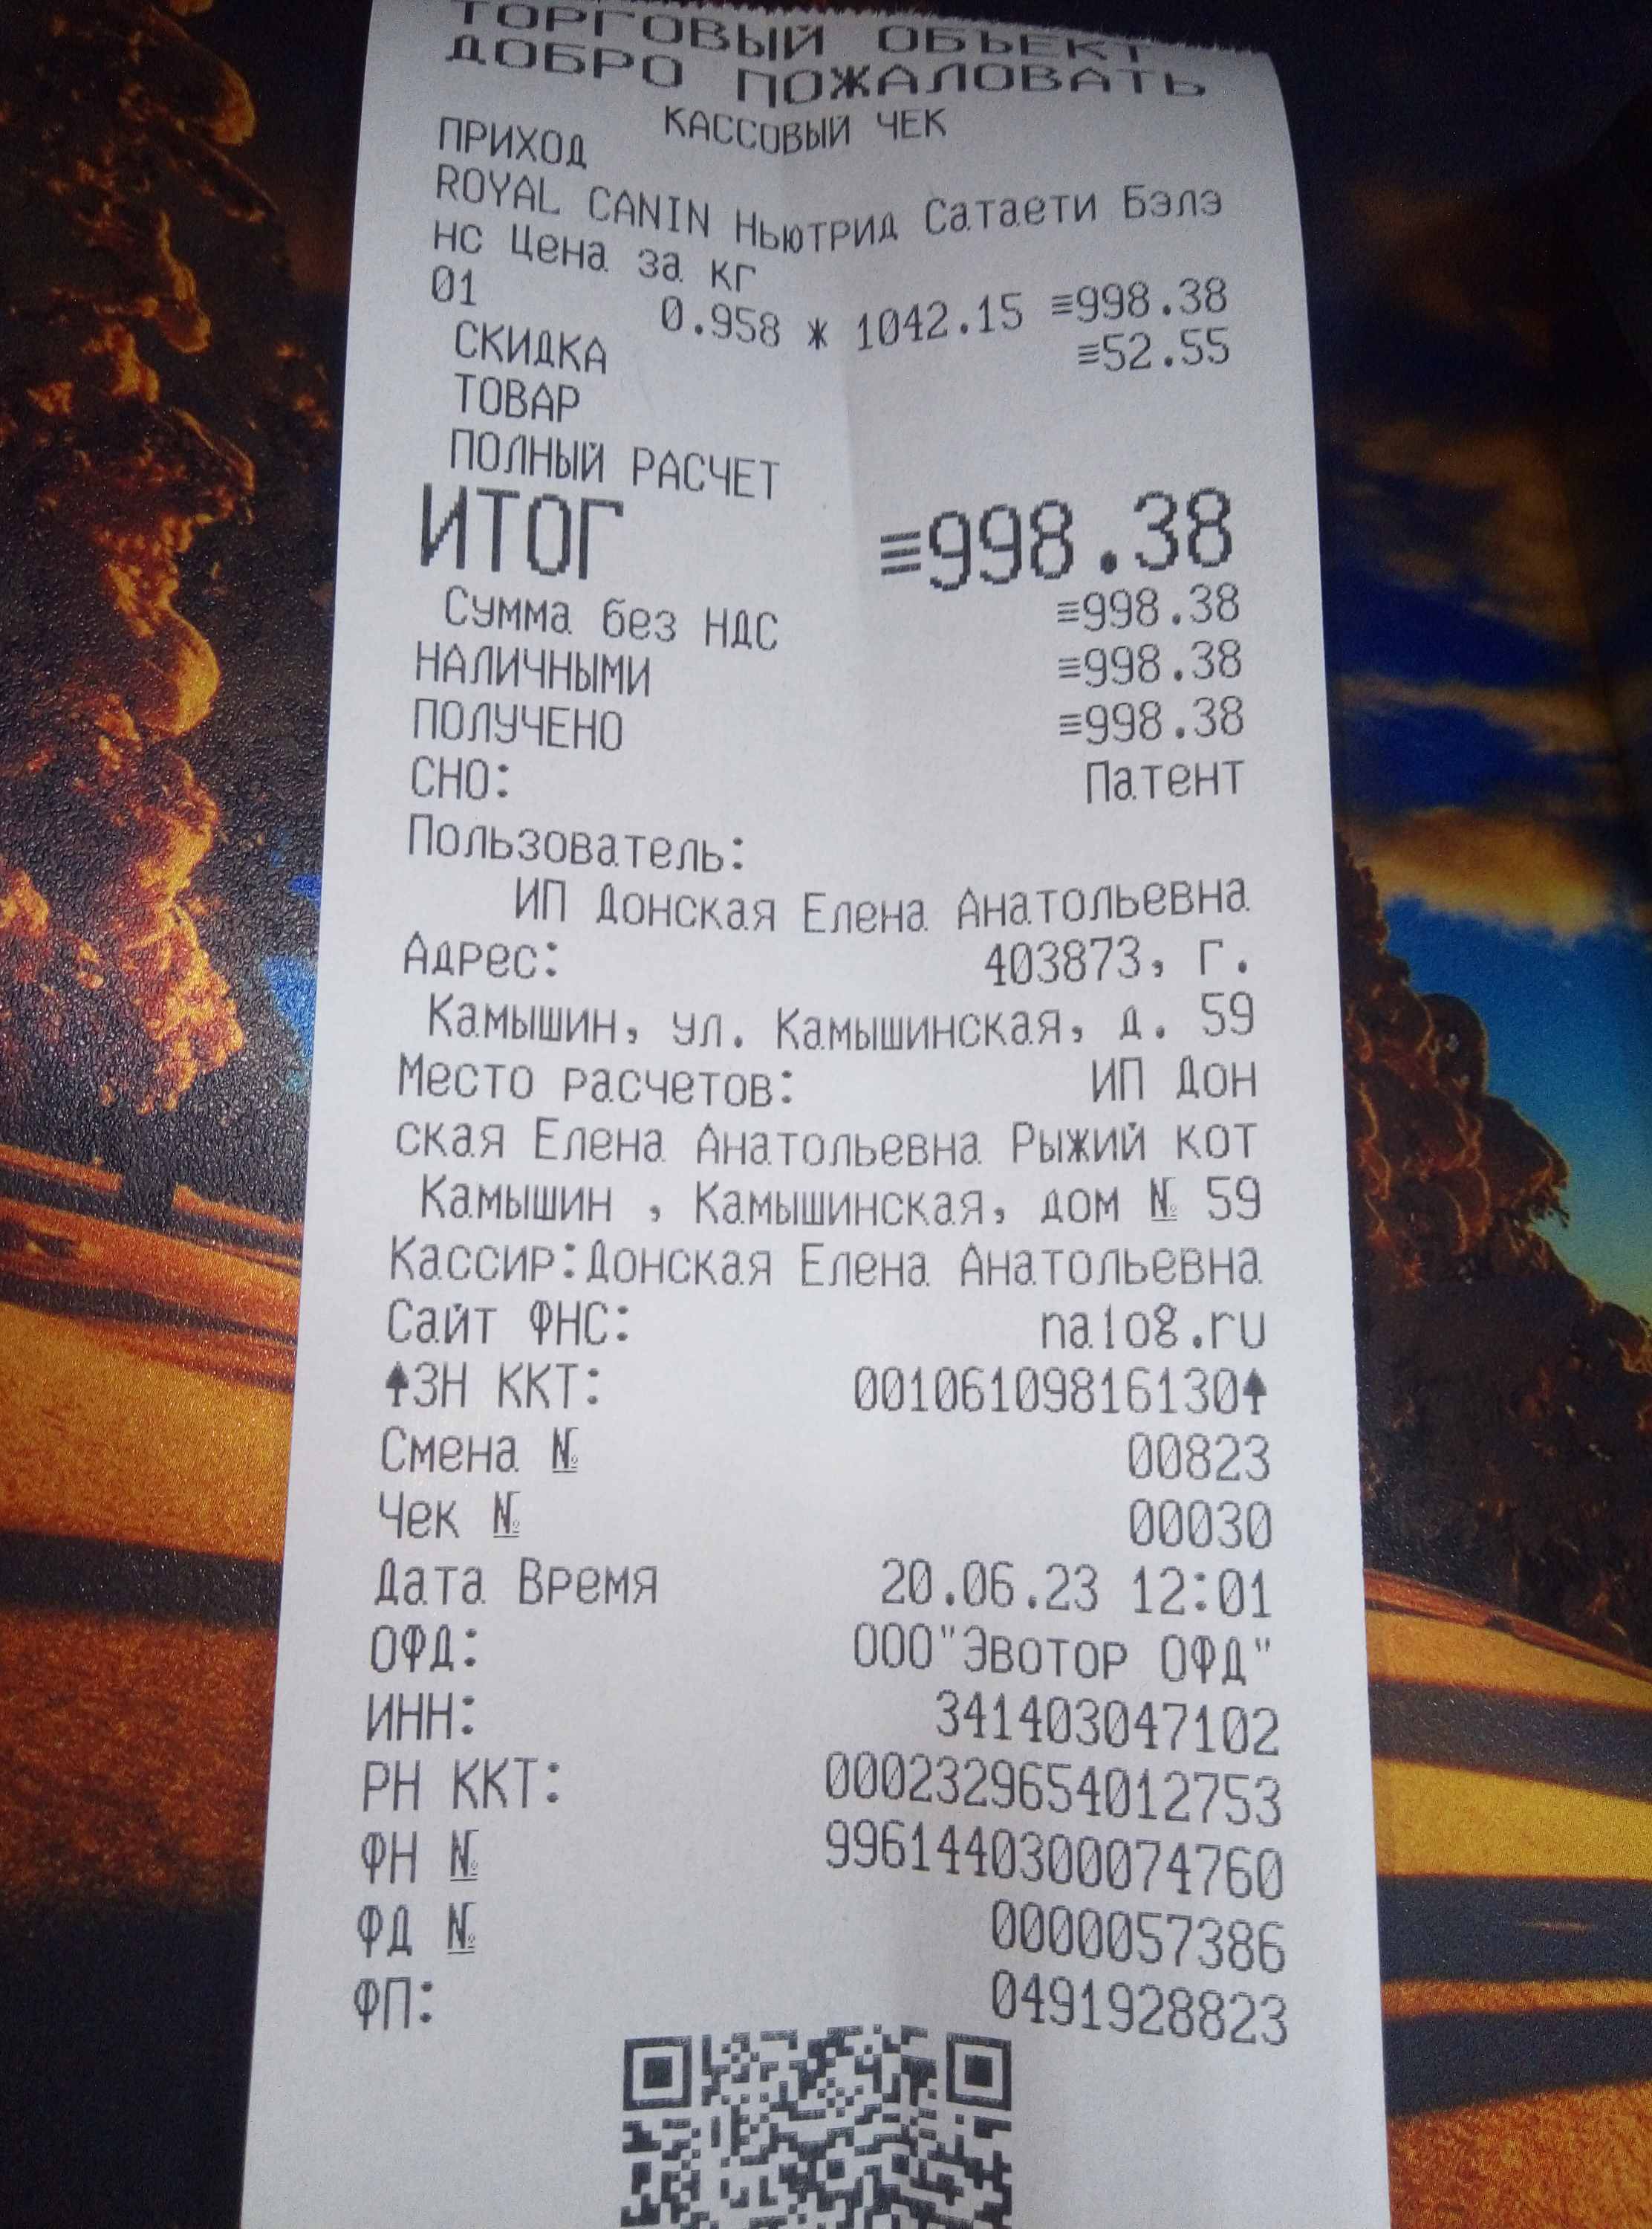 ТОРГОВЫЙ ОБЪЕКТ
ДОБРО ПОЖАЛОВАТЬ
КАССОВЫЙ ЧЕК
ПРИХОД
ROYAL CANIN Ньютрид Сатаети Бэлэ
нс Цена за кг
01 0.958 * 1042.15 ≡998.38
СКИДКА ≡52.55
ТОВАР
ПОЛНЫЙ РАСЧЕТ
ИТОГ ≡998.38
Сумма без НДС ≡998.38
НАЛИЧНЫМИ ≡998.38
ПОЛУЧЕНО ≡998.38
СНО: Патент
Пользователь:
ИП Донская Елена Анатольевна
Адрес: 403873, г.
Камышин, ул. Камышинская, д. 59
Место расчетов: ИП Дон
ская Елена Анатольевна Рыжий кот
Камышин , Камышинская, дом № 59
Кассир:Донская Елена Анатольевна
Сайт ФНС: nalog.ru
↑ЗН ККТ: 00106109816130↑
Смена № 00823
Чек № 00030
Дата Время 20.06.23 12:01
ОФД: ООО"Эвотор ОФД"
ИНН: 341403047102
РН ККТ: 0002329654012753
ФН № 9961440300074760
ФД № 0000057386
ФП: 0491928823